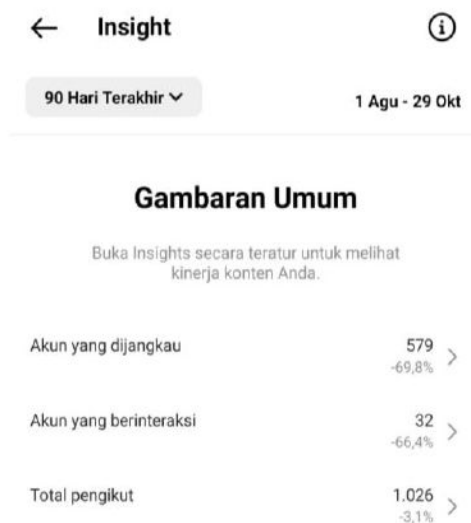 Insight
90 Hari Terakhir
1 Agu - 29 Okt
Gambaran Umum
Buka Insights secara teratur untuk melihat
kinerja konten Anda.
Akun yang dijangkau
579
-69,8%
Akun yang berinteraksi
32
-66,4%
Total pengikut
1.026
-3,1%